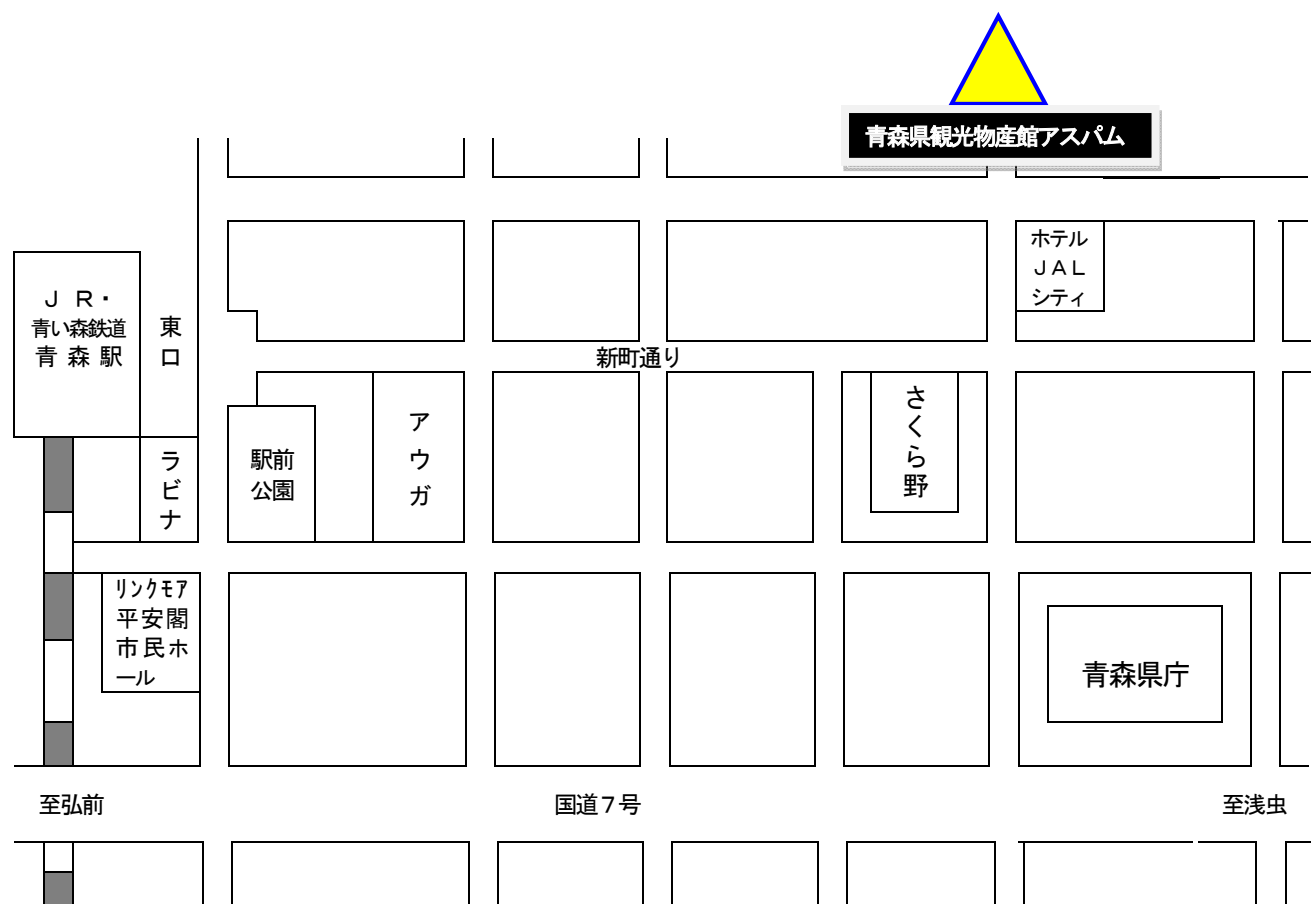 青森県観光物産館アスパム
ホテル
ＪＡＬ
シティ
Ｊ Ｒ・
青い森鉄道
青 森 駅
東口
新町通り
ラビナ
駅前
公園
アウガ
さくら野
ﾘﾝｸﾓｱ
平安閣
市民ホ
ール
青森県庁
至弘前
国道７号
至浅虫